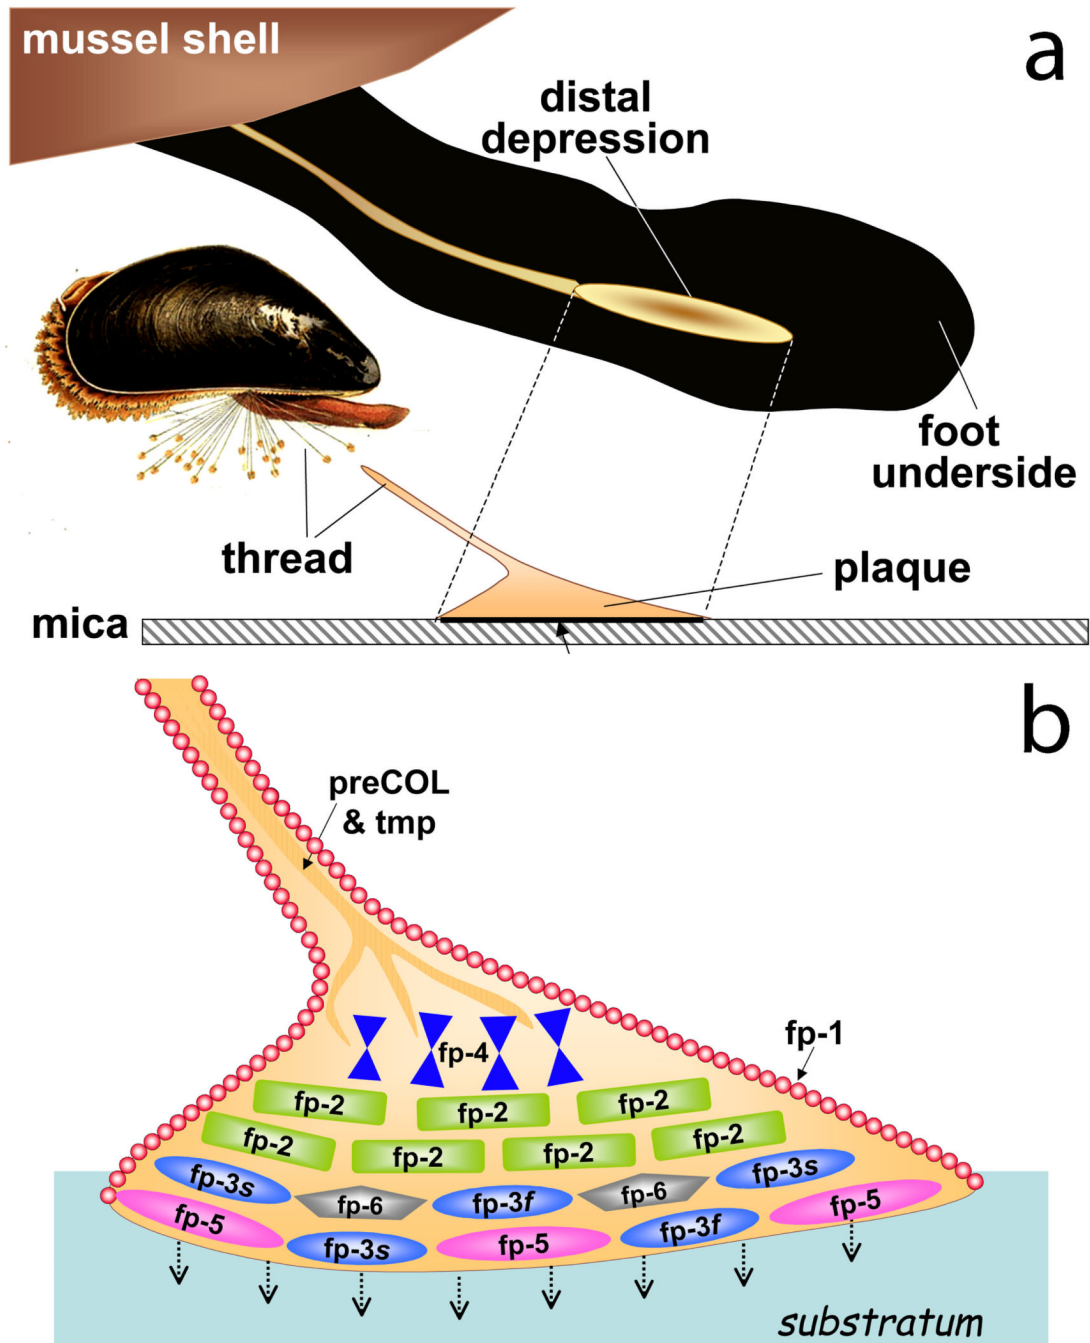 mussel shell
a
distal
depression
foot
underside
thread
plaque
mica
b
preCOL
& tmp
fp-4
fp-1
fp-2
fp-2
fp-2
fp-2
fp-2
fp-2
fp-2
fp-3s
fp-6
fp-3f
fp-6
fp-3s
fp-5
fp-3s
fp-5
fp-3f
fp-5
substratum